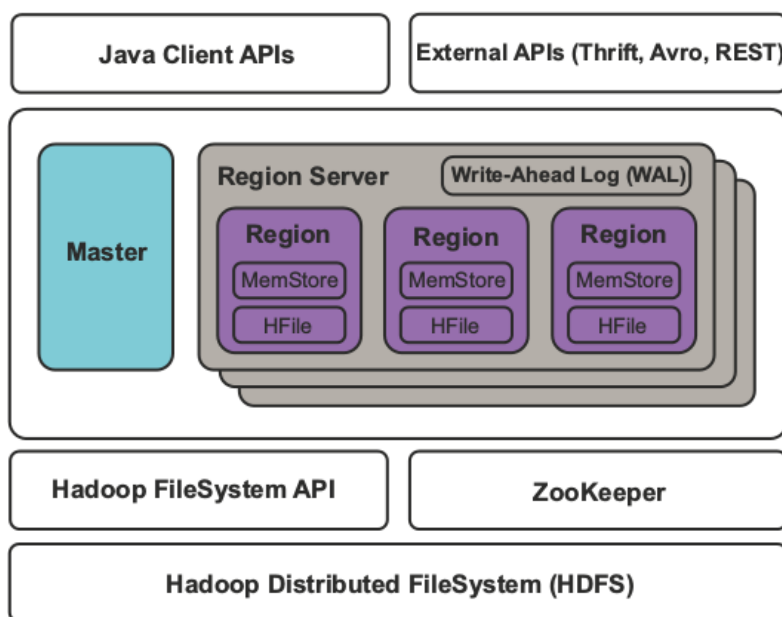 Java Client APIs
External APIs (Thrift, Avro, REST)
Master
Region Server
Write-Ahead Log (WAL)
Region
MemStore
HFile
Region
MemStore
HFile
Region
MemStore
HFile
Hadoop FileSystem API
ZooKeeper
Hadoop Distributed FileSystem (HDFS)